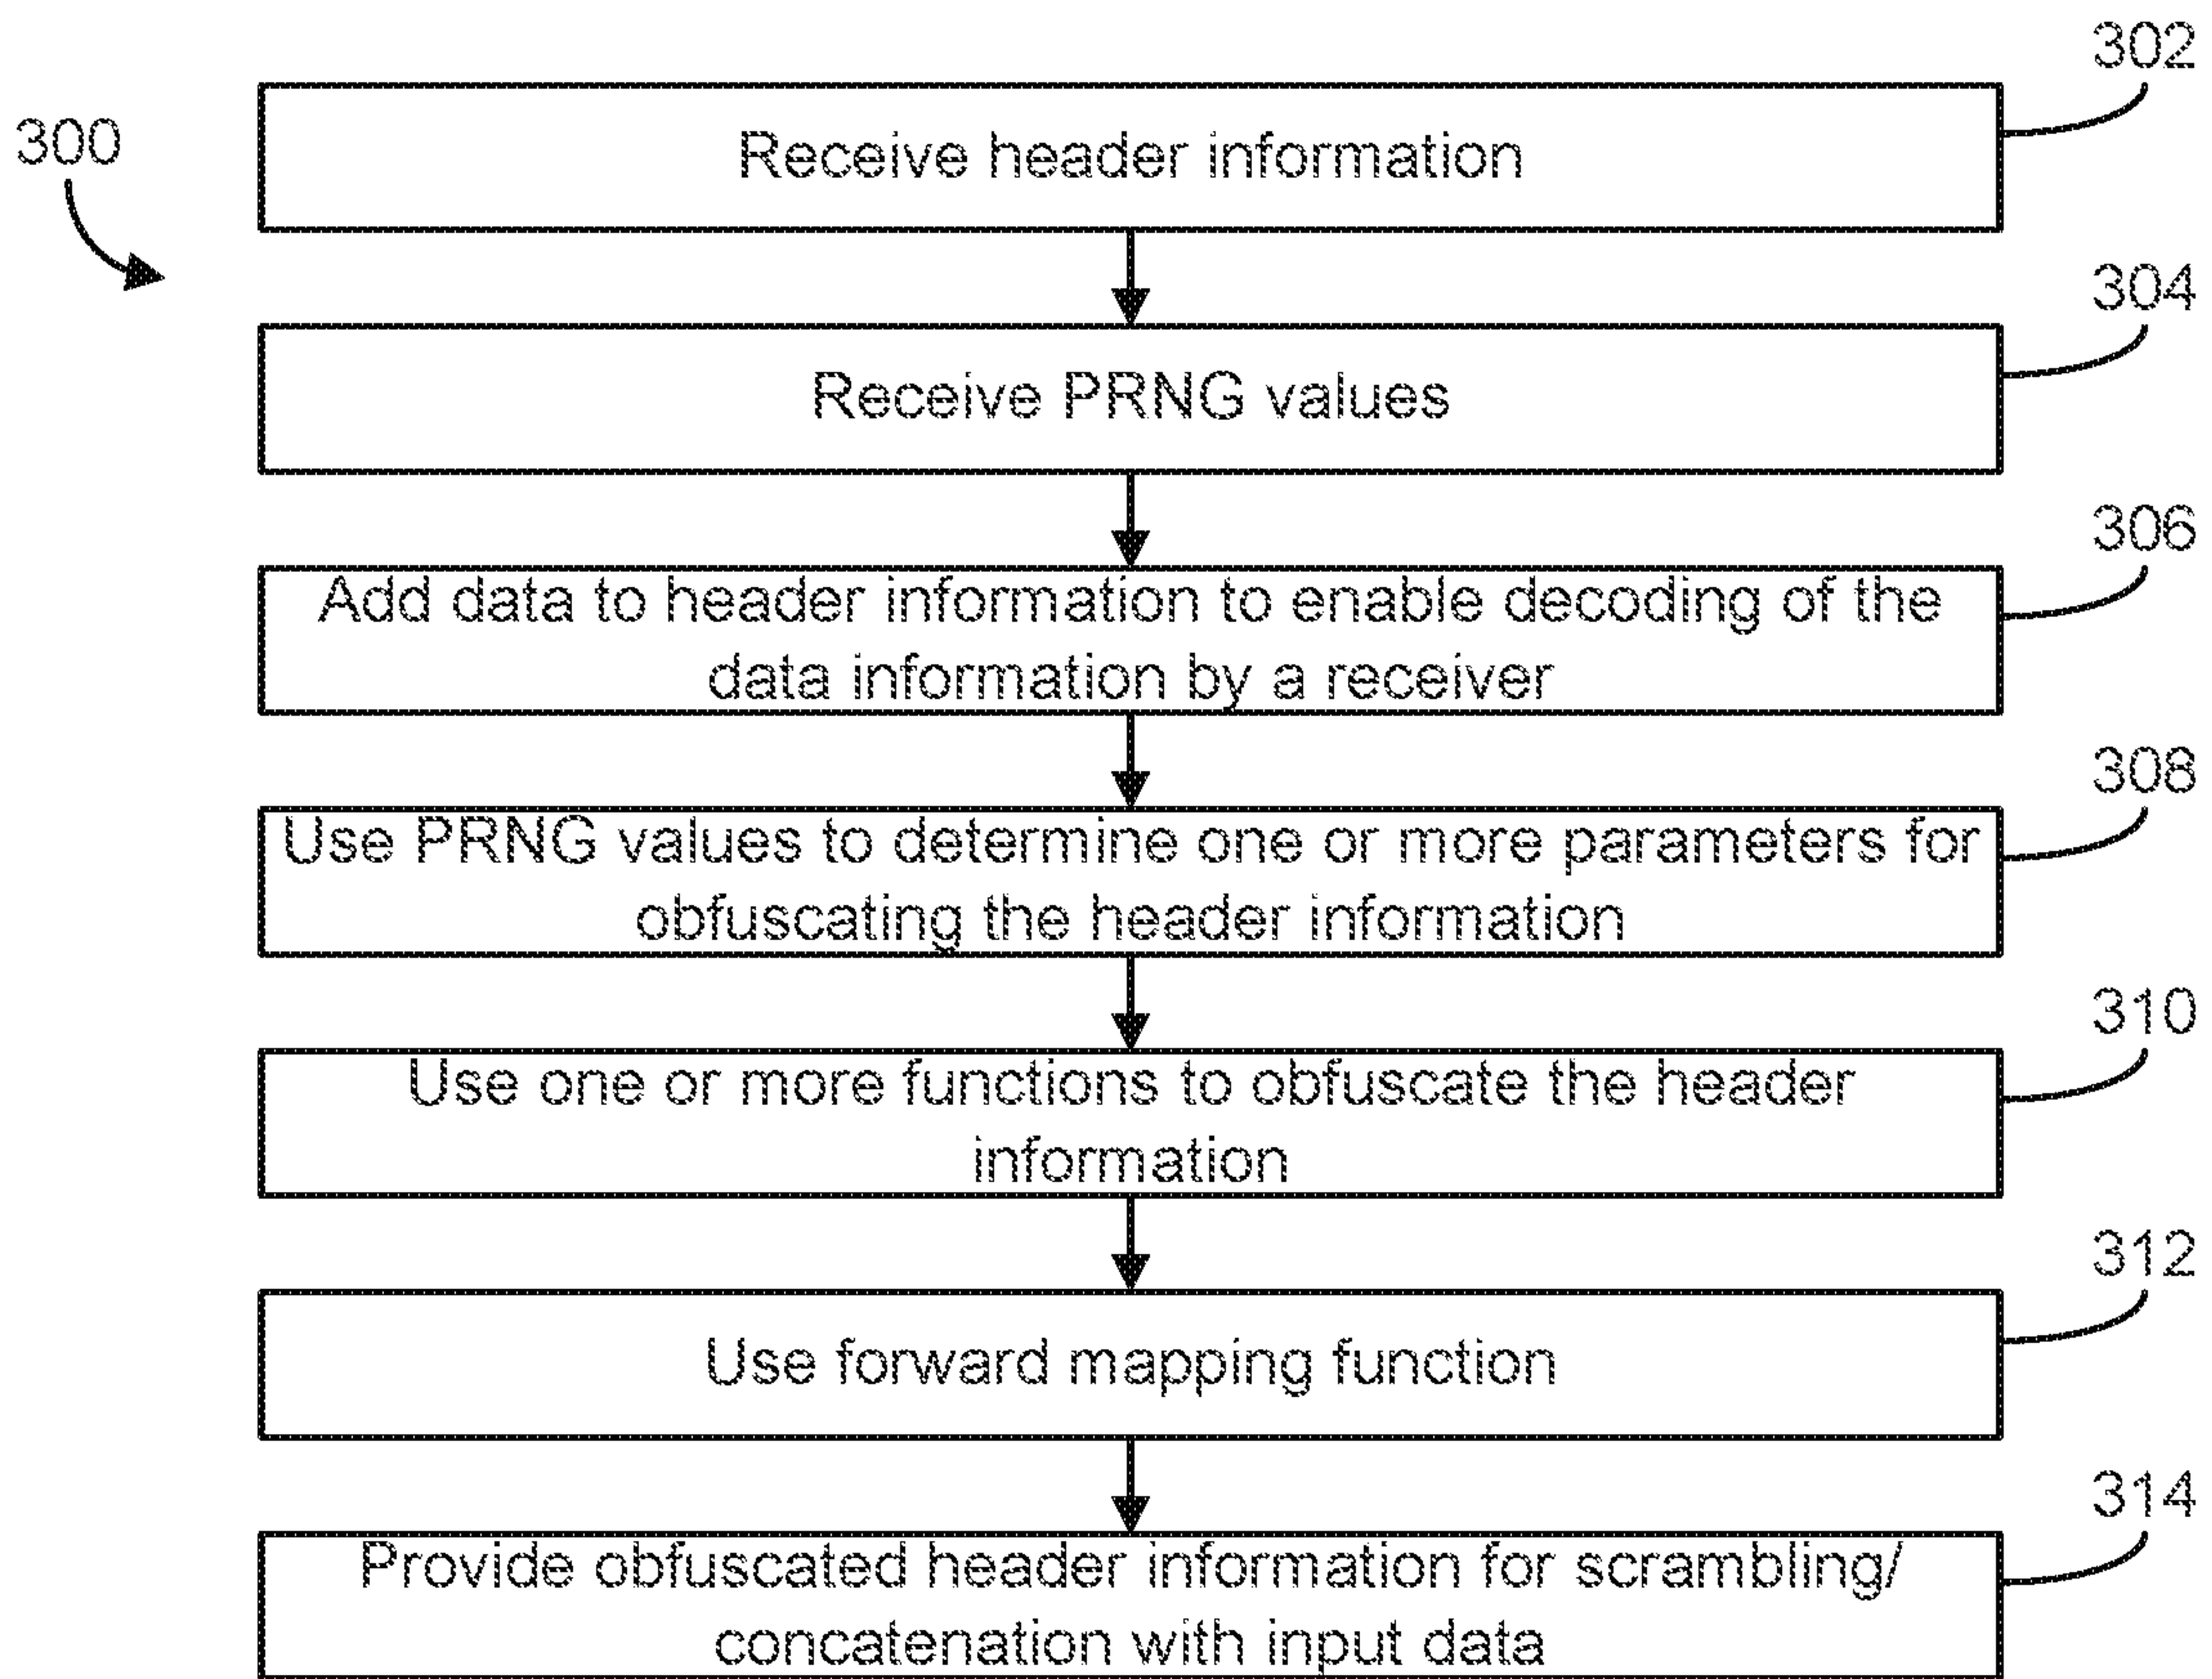 302
300
Receive header information
304
Receive PRNG values
306
Add data to header information to enable decoding of the
data information by a receiver
308
Use PRNG values to determine one or more parameters for
obfuscating the header information
310
Use one or more functions to obfuscate the header
information
312
Use forward mapping function
314
Provide obfuscated header information for scrambling/
concatenation with input data